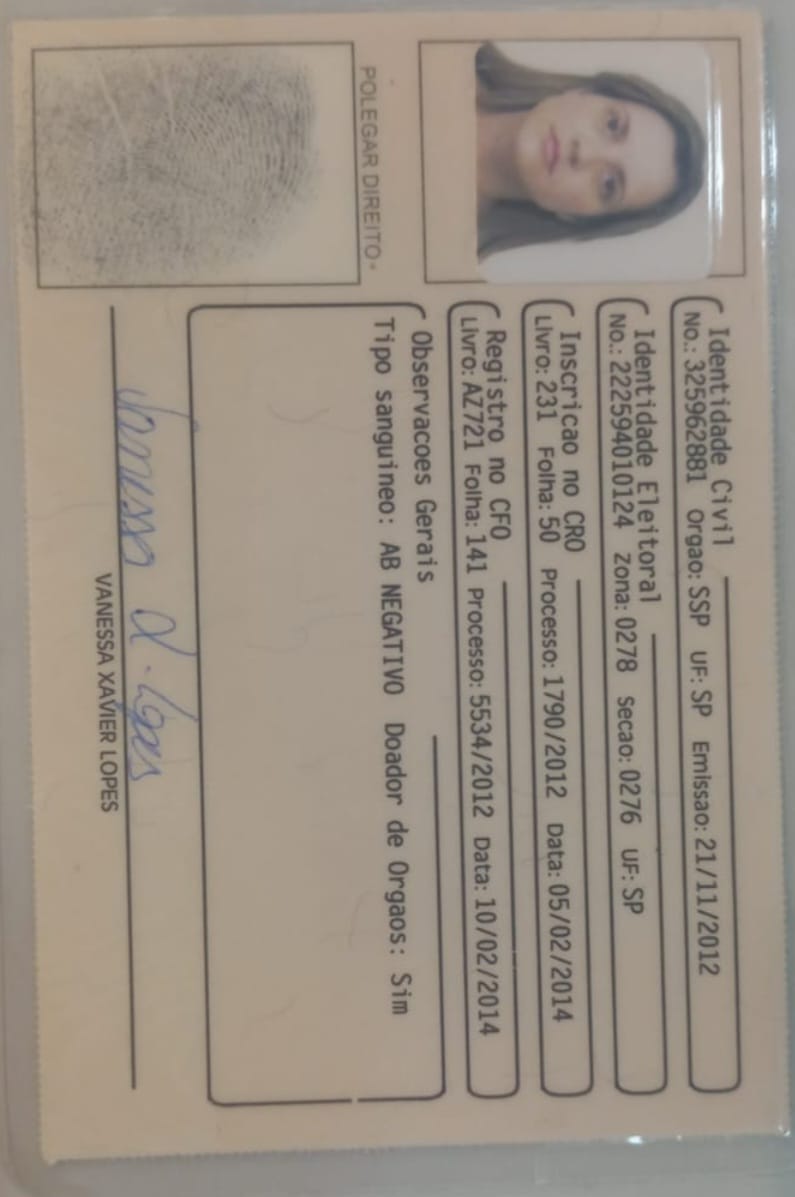 Identidade Civil
No.: 325962881 Orgao: SSP UF: SP Emissao: 21/11/2012
Identidade Eleitoral
No.: 222594010124 Zona: 0278 Secao: 0276 UF: SP
Inscricao no CRO
Livro: 231 Folha: 50 Processo: 1790/2012 Data: 05/02/2014
Registro no CFO
Livro: AZ721 Folha: 141 Processo: 5534/2012 Data: 10/02/2014
POLEGAR DIREITO
Observacoes Gerais
Tipo sanguineo: AB NEGATIVO Doador de Orgaos: Sim
Vanessa X. Lopes
VANESSA XAVIER LOPES